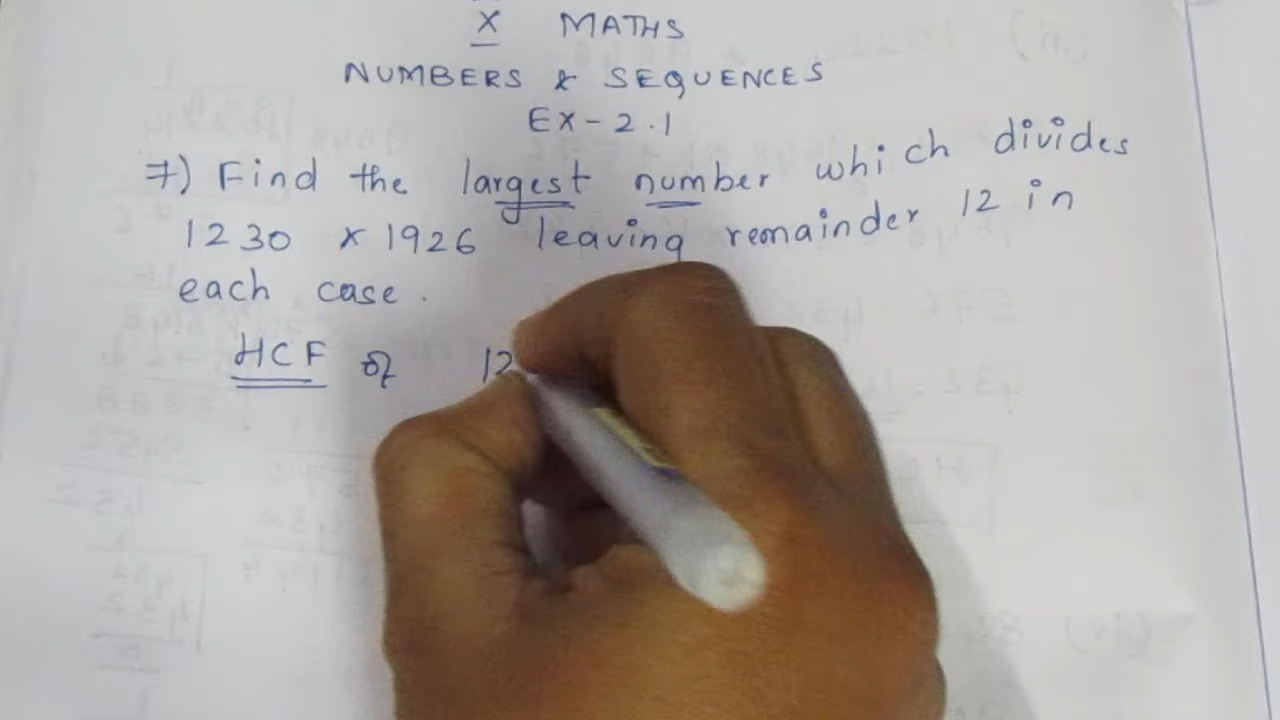 X MATHS
NUMBERS & SEQUENCES
EX-2.1
7) Find the largest number which divides
1230 & 1926 leaving remainder 12 in
each case.
HCF of 12